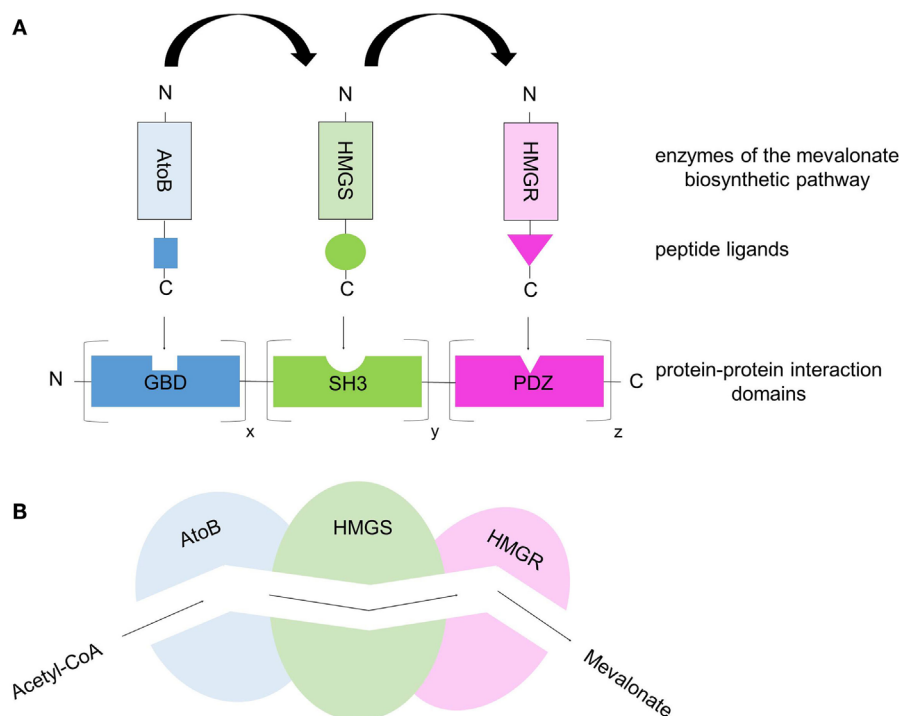 A
N N N
AtoB HMGS HMGR
enzymes of the mevalonate
biosynthetic pathway
peptide ligands
C C C
N GBD SH3 PDZ C
protein-protein interaction
domains
x y z
B
AtoB HMGS HMGR
Acetyl-CoA Mevalonate